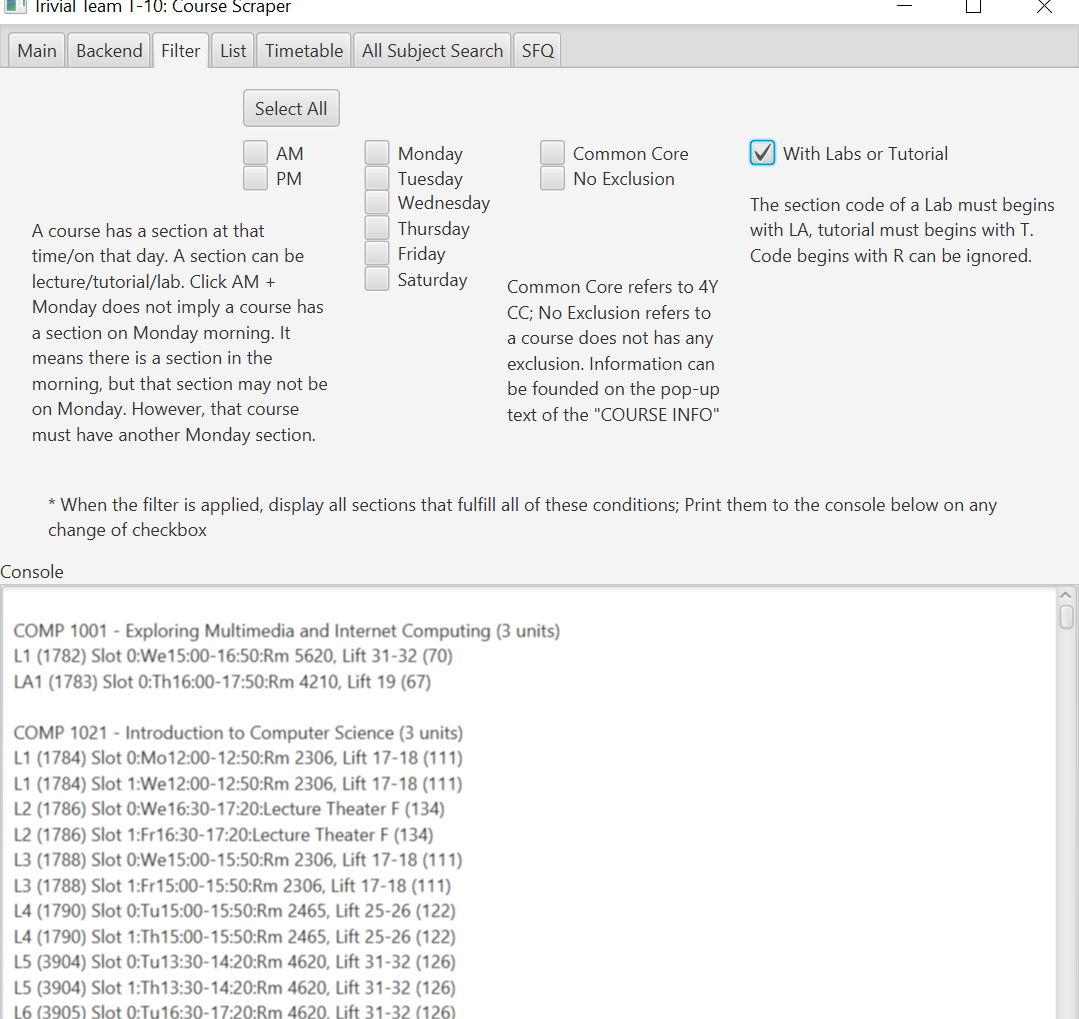 Trivial Team T-10: Course Scraper
Main Backend Filter List Timetable All Subject Search SFQ
Select All
AM
PM
Monday
Tuesday
Wednesday
Thursday
Friday
Saturday
Common Core
No Exclusion
With Labs or Tutorial
A course has a section at that
time/on that day. A section can be
lecture/tutorial/lab. Click AM +
Monday does not imply a course has
a section on Monday morning. It
means there is a section in the
morning, but that section may not be
on Monday. However, that course
must have another Monday section.
Common Core refers to 4Y
CC; No Exclusion refers to
a course does not has any
exclusion. Information can
be founded on the pop-up
text of the "COURSE INFO"
The section code of a Lab must begins
with LA, tutorial must begins with T.
Code begins with R can be ignored.
* When the filter is applied, display all sections that fulfill all of these conditions; Print them to the console below on any
change of checkbox
Console
COMP 1001 - Exploring Multimedia and Internet Computing (3 units)
L1 (1782) Slot 0:We15:00-16:50:Rm 5620, Lift 31-32 (70)
LA1 (1783) Slot 0:Th16:00-17:50:Rm 4210, Lift 19 (67)
COMP 1021 - Introduction to Computer Science (3 units)
L1 (1784) Slot 0:Mo12:00-12:50:Rm 2306, Lift 17-18 (111)
L1 (1784) Slot 1:We12:00-12:50:Rm 2306, Lift 17-18 (111)
L2 (1786) Slot 0:We16:30-17:20:Lecture Theater F (134)
L2 (1786) Slot 1:Fr16:30-17:20:Lecture Theater F (134)
L3 (1788) Slot 0:We15:00-15:50:Rm 2306, Lift 17-18 (111)
L3 (1788) Slot 1:Fr15:00-15:50:Rm 2306, Lift 17-18 (111)
L4 (1790) Slot 0:Tu15:00-15:50:Rm 2465, Lift 25-26 (122)
L4 (1790) Slot 1:Th15:00-15:50:Rm 2465, Lift 25-26 (122)
L5 (3904) Slot 0:Tu13:30-14:20:Rm 4620, Lift 31-32 (126)
L5 (3904) Slot 1:Th13:30-14:20:Rm 4620, Lift 31-32 (126)
L6 (3905) Slot 0:Tu16:30-17:20:Rm 4620, Lift 31-32 (126)